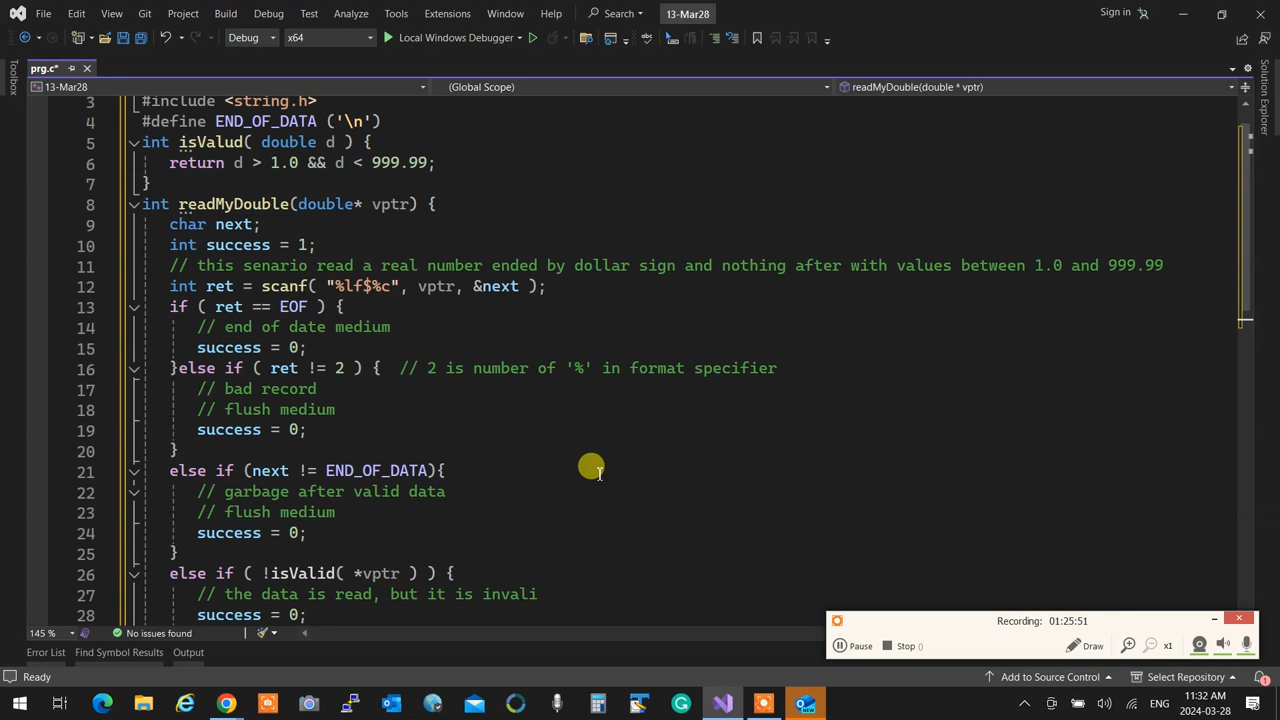 File Edit View Git Project Build Debug Test Analyze Tools Extensions Window Help Search 13-Mar28 Sign in
Debug x64 Local Windows Debugger
prg.c*
13-Mar28 (Global Scope) readMyDouble(double * vptr)
Toolbox
Solution Explorer
3 #include <string.h>
4 #define END_OF_DATA ('\n')
5 int isValud( double d ) {
6 return d > 1.0 && d < 999.99;
7 }
8 int readMyDouble(double* vptr) {
9 char next;
10 int success = 1;
11 // this senario read a real number ended by dollar sign and nothing after with values between 1.0 and 999.99
12 int ret = scanf( "%lf$%c", vptr, &next );
13 if ( ret == EOF ) {
14 // end of date medium
15 success = 0;
16 }else if ( ret != 2 ) { // 2 is number of '%' in format specifier
17 // bad record
18 // flush medium
19 success = 0;
20 }
21 else if (next != END_OF_DATA){
22 // garbage after valid data
23 // flush medium
24 success = 0;
25 }
26 else if ( !isValid( *vptr ) ) {
27 // the data is read, but it is invali
28 success = 0;
145 % No issues found
Recording: 01:25:51
Pause Stop () Draw x1
Error List Find Symbol Results Output
Ready Add to Source Control Select Repository 1
NEW ENG 11:32 AM
2024-03-28